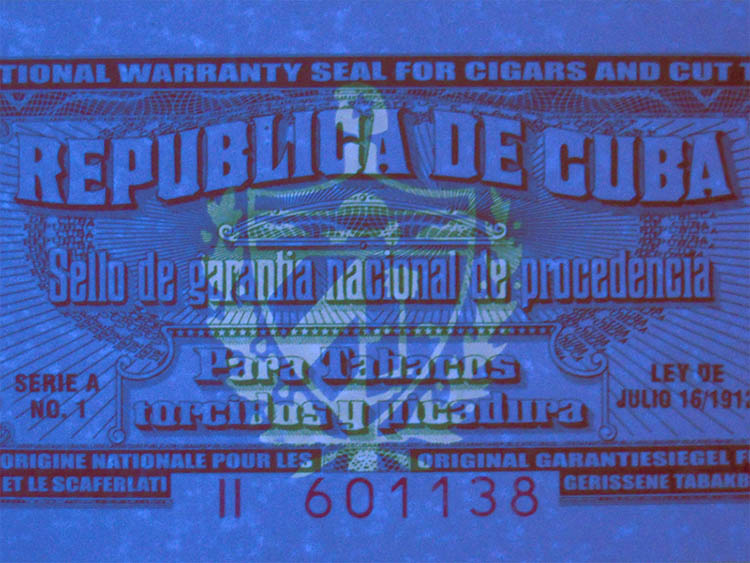 TIONAL WARRANTY SEAL FOR CIGARS AND CUT T
REPUBLICA DE CUBA
Sello de garantia nacional de procedencia
Para Tabacos
torcidos y picadura
SERIE A
NO. 1
LEY DE
JULIO 16/1912
ORIGINE NATIONALE POUR LES
ET LE SCAFERLATI
ORIGINAL GARANTIESIEGEL F
GERISSENE TABAK
II 601138